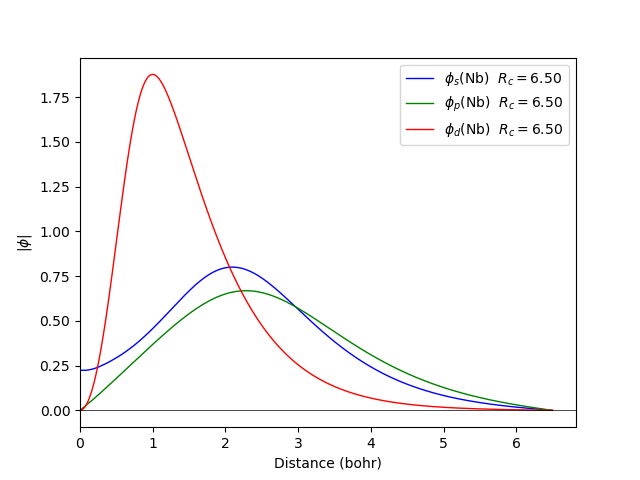 ϕs(Nb) Rc = 6.50
ϕp(Nb) Rc = 6.50
ϕd(Nb) Rc = 6.50
1.75
1.50
1.25
1.00
0.75
0.50
0.25
0.00
|ϕ|
0 1 2 3 4 5 6
Distance (bohr)